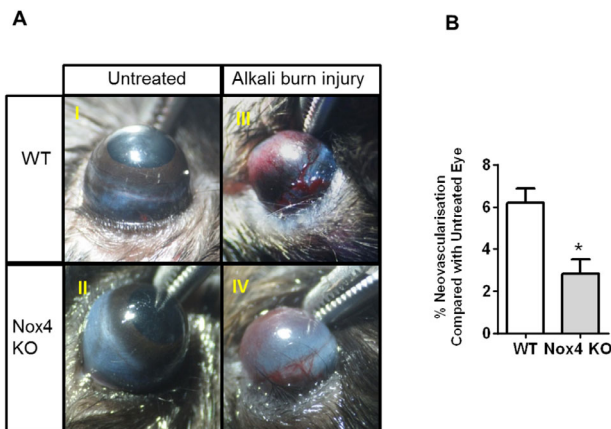 A
Untreated
Alkali burn injury
WT
I
III
Nox4
KO
II
IV
B
% Neovascularisation
Compared with Untreated Eye
8
6
4
2
0
*
WT Nox4 KO